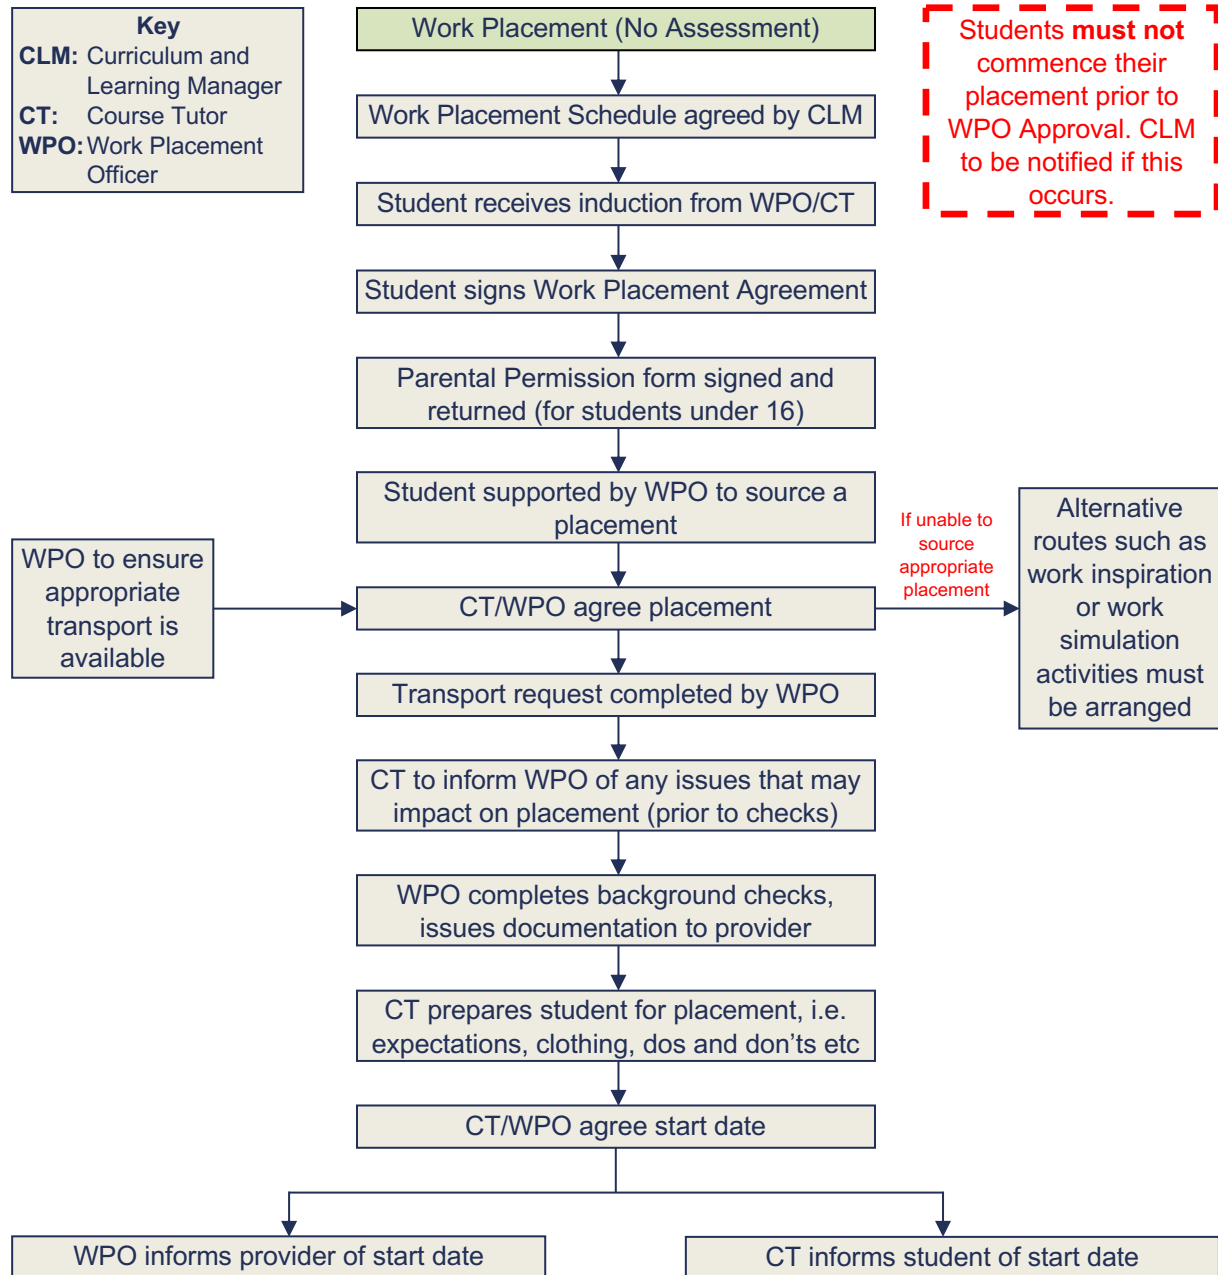 Key
CLM: Curriculum and
Learning Manager
CT: Course Tutor
WPO: Work Placement
Officer
Work Placement (No Assessment)
Students must not
commence their
placement prior to
WPO Approval. CLM
to be notified if this
occurs.
Work Placement Schedule agreed by CLM
Student receives induction from WPO/CT
Student signs Work Placement Agreement
Parental Permission form signed and
returned (for students under 16)
Student supported by WPO to source a
placement
WPO to ensure
appropriate
transport is
available
CT/WPO agree placement
If unable to
source
appropriate
placement
Alternative
routes such as
work inspiration
or work
simulation
activities must
be arranged
Transport request completed by WPO
CT to inform WPO of any issues that may
impact on placement (prior to checks)
WPO completes background checks,
issues documentation to provider
CT prepares student for placement, i.e.
expectations, clothing, dos and don'ts etc
CT/WPO agree start date
WPO informs provider of start date
CT informs student of start date